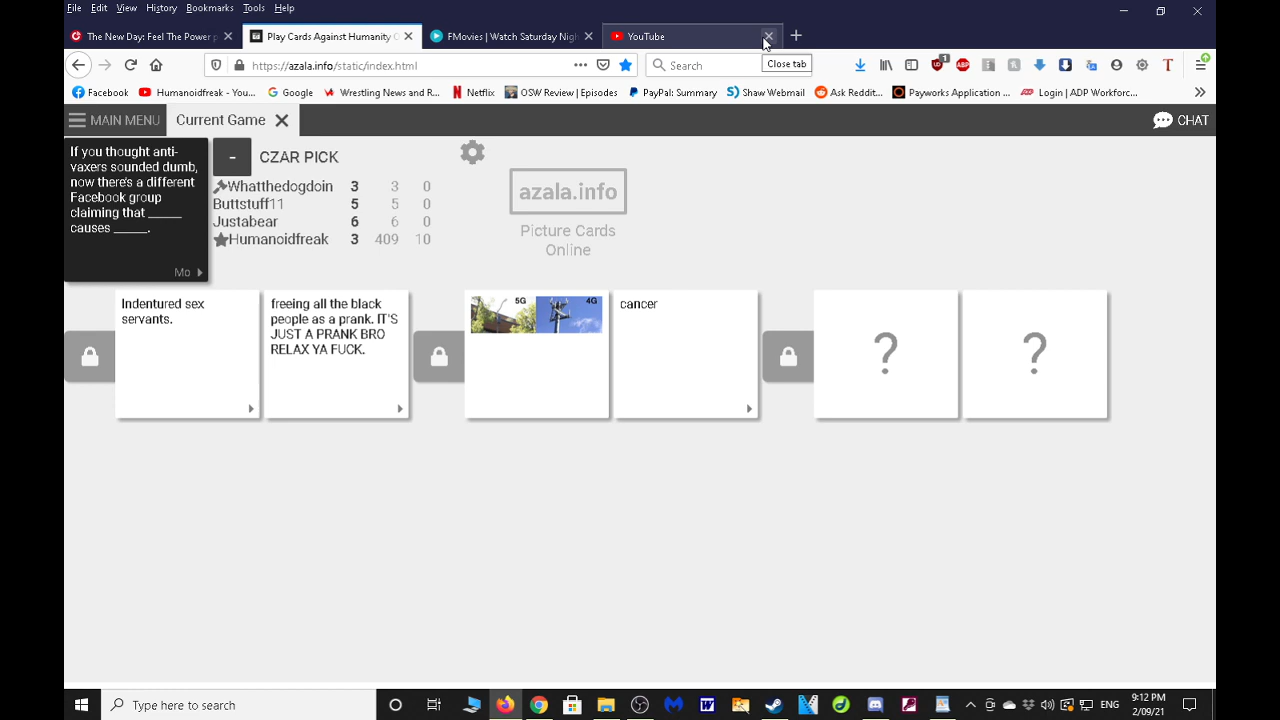 File Edit View History Bookmarks Tools Help
The New Day: Feel The Power p
Play Cards Against Humanity C
FMovies | Watch Saturday Nigh
YouTube
https://azala.info/static/index.html
Search
Close tab
1
T
Facebook
Humanoidfreak - You...
Google
Wrestling News and R...
Netflix
OSW Review | Episodes
PayPal: Summary
Shaw Webmail
Ask Reddit...
Payworks Application ...
Login | ADP Workforc...
MAIN MENU
Current Game
CHAT
If you thought anti-
vaxers sounded dumb,
now there's a different
Facebook group
claiming that _____
causes _____.
Mo
-
CZAR PICK
Whatthedogdoin 3 3 0
Buttstuff11 5 5 0
Justabear 6 6 0
Humanoidfreak 3 409 10
azala.info
Picture Cards
Online
Indentured sex
servants.
freeing all the black
people as a prank. IT'S
JUST A PRANK BRO
RELAX YA FUCK.
5G
4G
cancer
?
?
Type here to search
ENG
9:12 PM
2/09/21